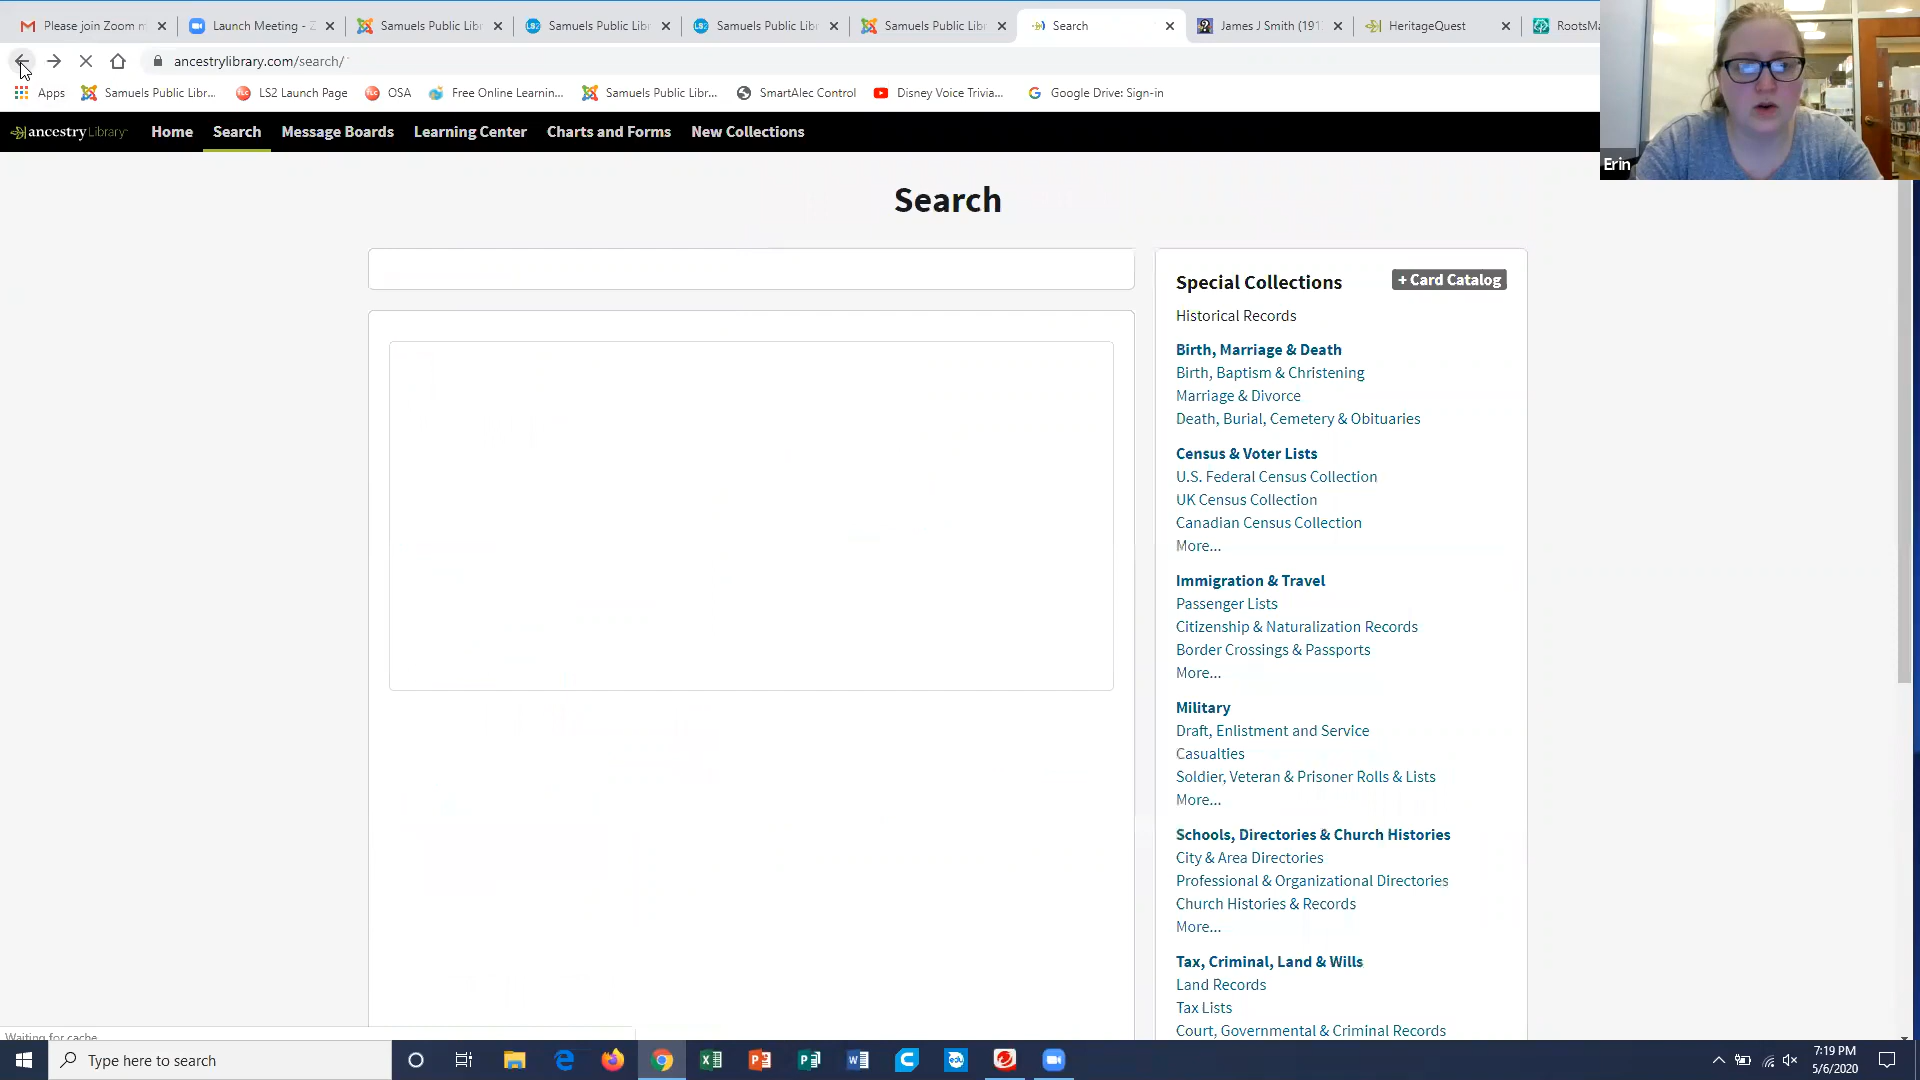 Please join Zoom m
Launch Meeting - Z
Samuels Public Libr
Samuels Public Libr
Samuels Public Libr
Samuels Public Libr
Search
James J Smith (191
HeritageQuest
RootsMa
ancestrylibrary.com/search/
Apps
Samuels Public Libr...
LS2 Launch Page
OSA
Free Online Learnin...
Samuels Public Libr...
SmartAlec Control
Disney Voice Trivia...
Google Drive: Sign-in
ancestryLibrary
Home
Search
Message Boards
Learning Center
Charts and Forms
New Collections
Erin
Search
Special Collections
+ Card Catalog
Historical Records
Birth, Marriage & Death
Birth, Baptism & Christening
Marriage & Divorce
Death, Burial, Cemetery & Obituaries
Census & Voter Lists
U.S. Federal Census Collection
UK Census Collection
Canadian Census Collection
More...
Immigration & Travel
Passenger Lists
Citizenship & Naturalization Records
Border Crossings & Passports
More...
Military
Draft, Enlistment and Service
Casualties
Soldier, Veteran & Prisoner Rolls & Lists
More...
Schools, Directories & Church Histories
City & Area Directories
Professional & Organizational Directories
Church Histories & Records
More...
Tax, Criminal, Land & Wills
Land Records
Tax Lists
Court, Governmental & Criminal Records
Waiting for cache
Type here to search
7:19 PM
5/6/2020